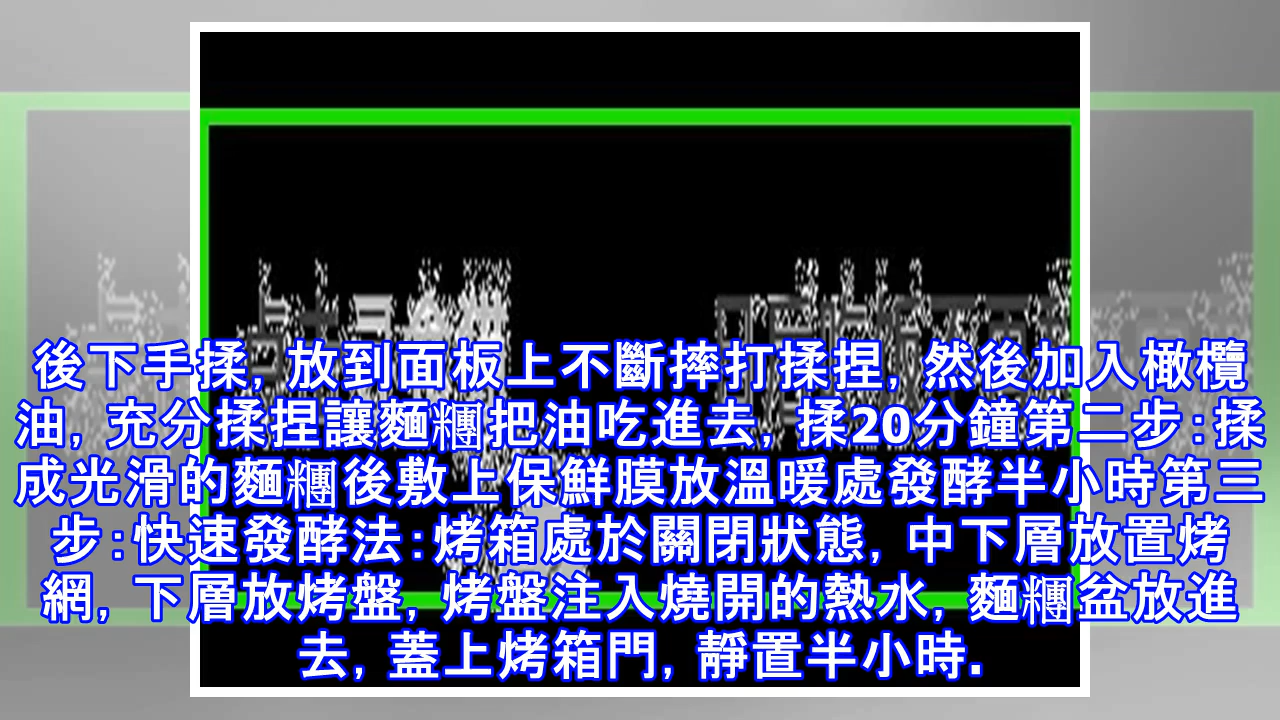 後下手揉, 放到面板上不斷摔打揉捏, 然後加入橄欖
油, 充分揉捏讓麵糰把油吃進去, 揉20分鐘第二步:揉
成光滑的麵糰後敷上保鮮膜放溫暖處發酵半小時第三
步:快速發酵法:烤箱處於關閉狀態, 中下層放置烤
網, 下層放烤盤, 烤盤注入燒開的熱水, 麵糰盆放進
去, 蓋上烤箱門, 靜置半小時.